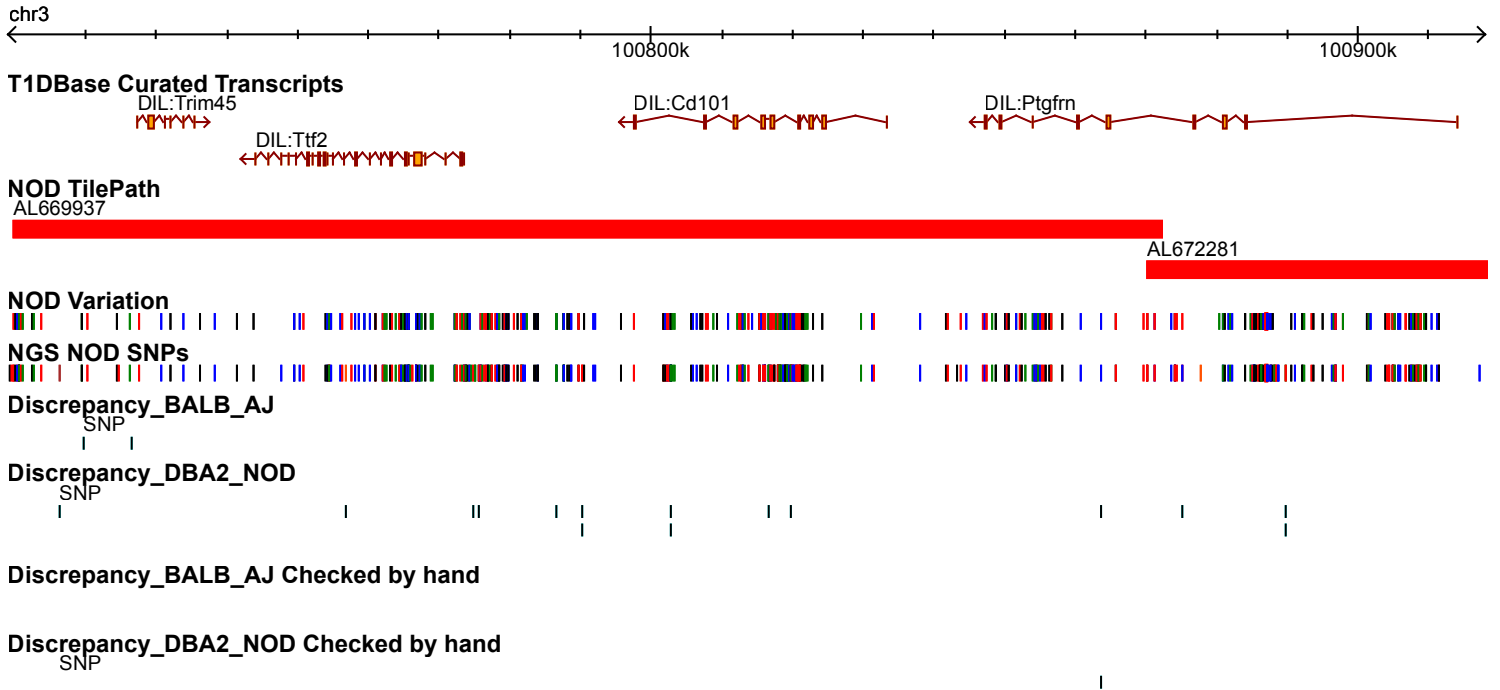 chr3
100800k 100900k
T1DBase Curated Transcripts
DIL:Trim45 DIL:Cd101 DIL:Ptgfrn
DIL:Ttf2
NOD TilePath
AL669937
AL672281
NOD Variation
NGS NOD SNPs
Discrepancy_BALB_AJ
SNP
Discrepancy_DBA2_NOD
SNP
Discrepancy_BALB_AJ Checked by hand
Discrepancy_DBA2_NOD Checked by hand
SNP